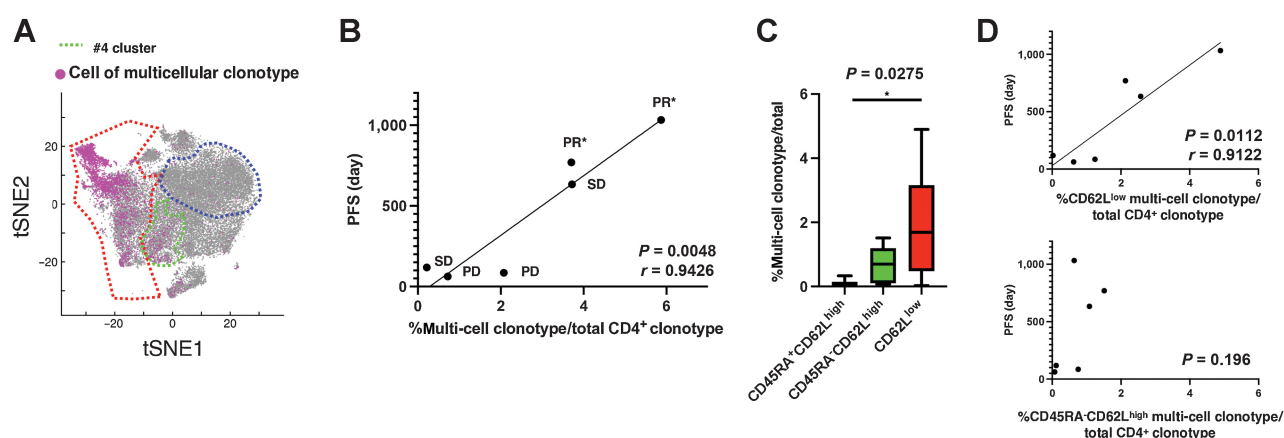 A
#4 cluster
Cell of multicellular clonotype
20
0
−20
tSNE2
−20
0
20
tSNE1
B
PFS (day)
1,000
500
0
PR*
PR*
SD
SD
PD
PD
P = 0.0048
r = 0.9426
0
2
4
6
%Multi-cell clonotype/total CD4⁺ clonotype
C
P = 0.0275
*
%Multi-cell clonotype/total
6
4
2
0
CD45RA⁺CD62Lʰⁱᵍʰ
CD45RA⁻CD62Lʰⁱᵍʰ
CD62Lˡᵒʷ
D
PFS (day)
1,000
500
0
P = 0.0112
r = 0.9122
0
2
4
6
%CD62Lˡᵒʷ multi-cell clonotype/
total CD4⁺ clonotype
PFS (day)
1,000
500
0
P = 0.196
0
2
4
6
%CD45RA⁻CD62Lʰⁱᵍʰ multi-cell clonotype/
total CD4⁺ clonotype